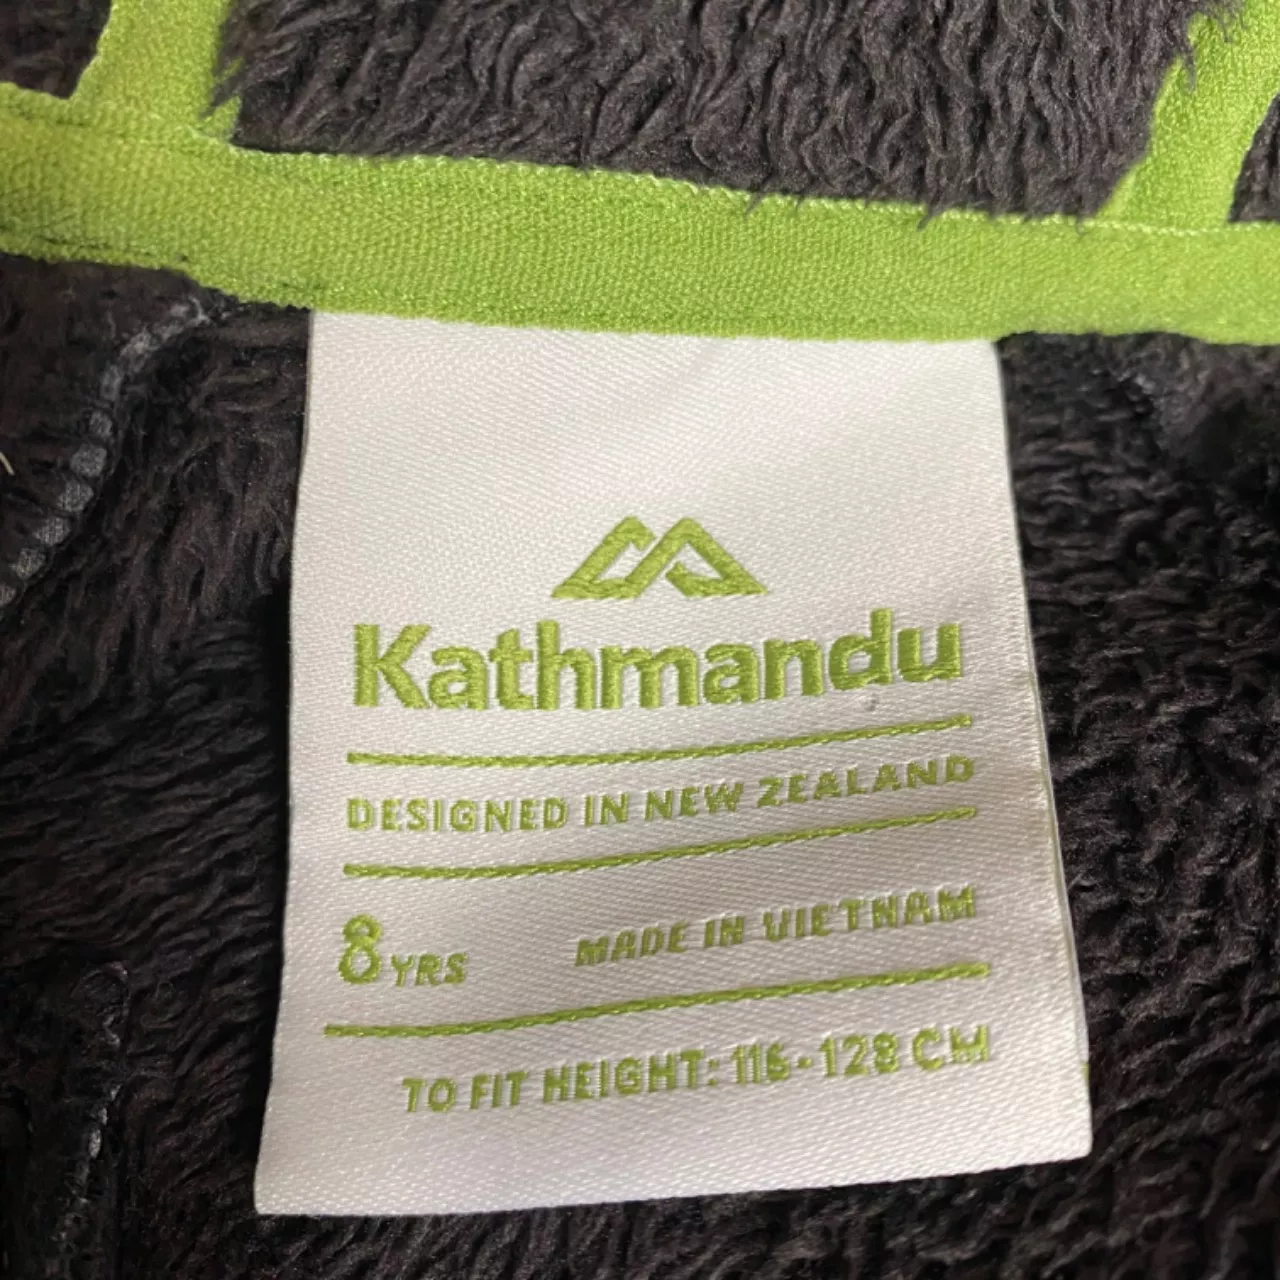 Kathmandu
DESIGNED IN NEW ZEALAND
8 YRS MADE IN VIETNAM
TO FIT HEIGHT: 116-128 CM